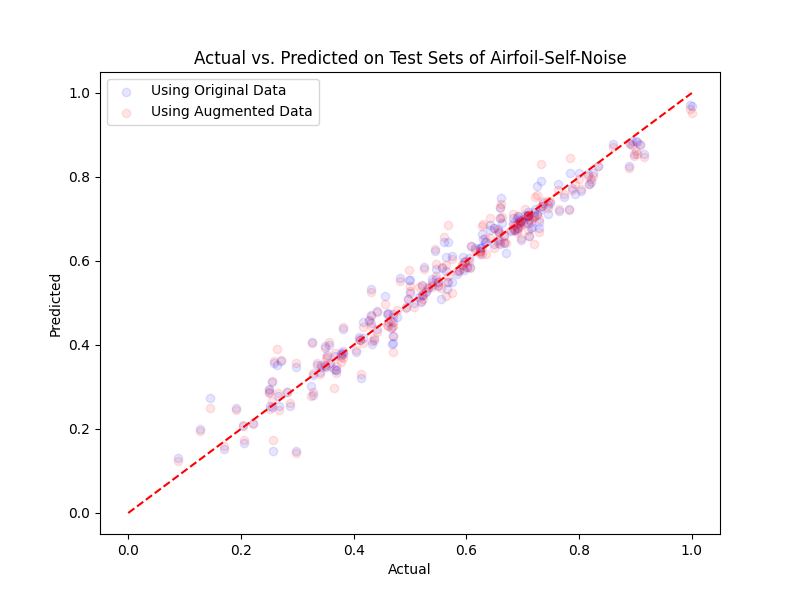 Actual vs. Predicted on Test Sets of Airfoil-Self-Noise
Using Original Data
Using Augmented Data
1.0
0.8
0.6
0.4
0.2
0.0
Predicted
0.0 0.2 0.4 0.6 0.8 1.0
Actual